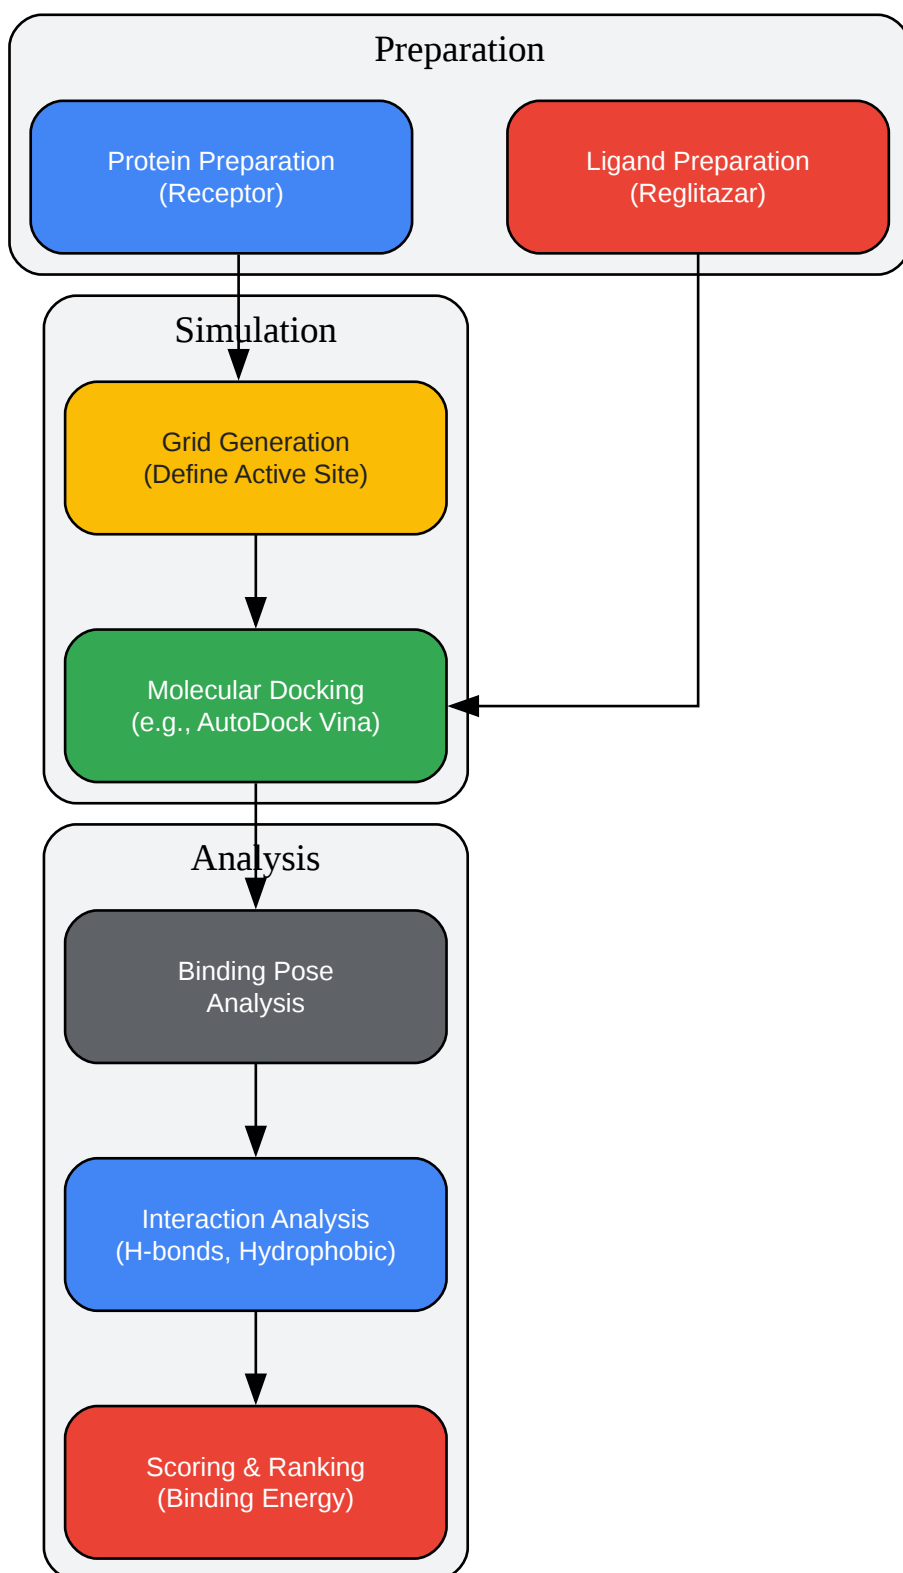 Preparation
Protein Preparation
(Receptor)
Ligand Preparation
(Reglitazar)
Simulation
Grid Generation
(Define Active Site)
Molecular Docking
(e.g., AutoDock Vina)
Analysis
Binding Pose
Analysis
Interaction Analysis
(H-bonds, Hydrophobic)
Scoring & Ranking
(Binding Energy)